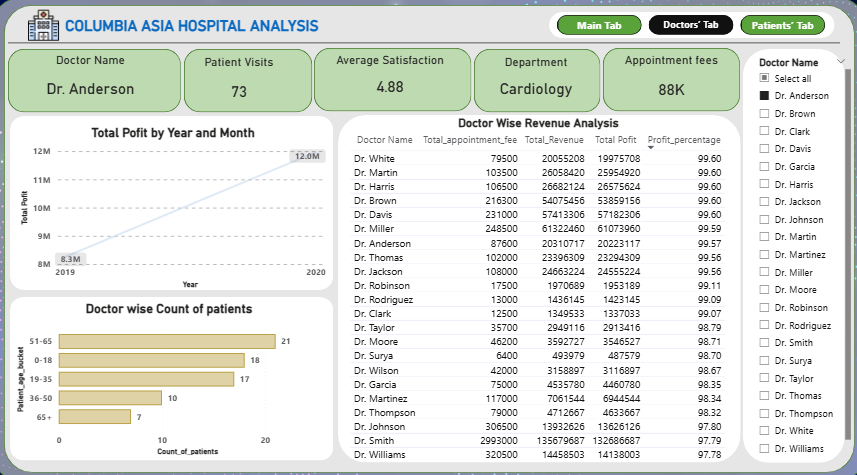 COLUMBIA ASIA HOSPITAL ANALYSIS
Main Tab
Doctors' Tab
Patients' Tab
Doctor Name
Dr. Anderson
Patient Visits
73
Average Satisfaction
4.88
Department
Cardiology
Appointment fees
88K
Total Pofit by Year and Month
12M
11M
10M
9M
8M
Total Pofit
12.0M
8.3M
2019
2020
Year
Doctor wise Count of patients
Patient_age_bucket
51-65 21
0-18 18
19-35 17
36-50 10
65+ 7
0 10 20
Count_of_patients
Doctor Wise Revenue Analysis
Doctor Name Total_appointment_fee Total_Revenue Total Pofit Profit_percentage
Dr. White 79500 20055208 19975708 99.60
Dr. Martin 103500 26058420 25954920 99.60
Dr. Harris 106500 26682124 26575624 99.60
Dr. Brown 216300 54075456 53859156 99.60
Dr. Davis 231000 57413306 57182306 99.60
Dr. Miller 248500 61322460 61073960 99.59
Dr. Anderson 87600 20310717 20223117 99.57
Dr. Thomas 102000 23396309 23294309 99.56
Dr. Jackson 108000 24663224 24555224 99.56
Dr. Robinson 17500 1970689 1953189 99.11
Dr. Rodriguez 13000 1436145 1423145 99.09
Dr. Clark 12500 1349533 1337033 99.07
Dr. Taylor 35700 2949116 2913416 98.79
Dr. Moore 46200 3592727 3546527 98.71
Dr. Surya 6400 493979 487579 98.70
Dr. Wilson 42000 3158897 3116897 98.67
Dr. Garcia 75000 4535780 4460780 98.35
Dr. Martinez 117000 7061544 6944544 98.34
Dr. Thompson 79000 4712667 4633667 98.32
Dr. Johnson 306500 13932626 13626126 97.80
Dr. Smith 2993000 135679687 132686687 97.79
Dr. Williams 320500 14458503 14138003 97.78
Doctor Name
Select all
Dr. Anderson
Dr. Brown
Dr. Clark
Dr. Davis
Dr. Garcia
Dr. Harris
Dr. Jackson
Dr. Johnson
Dr. Martin
Dr. Martinez
Dr. Miller
Dr. Moore
Dr. Robinson
Dr. Rodriguez
Dr. Smith
Dr. Surya
Dr. Taylor
Dr. Thomas
Dr. Thompson
Dr. White
Dr. Williams